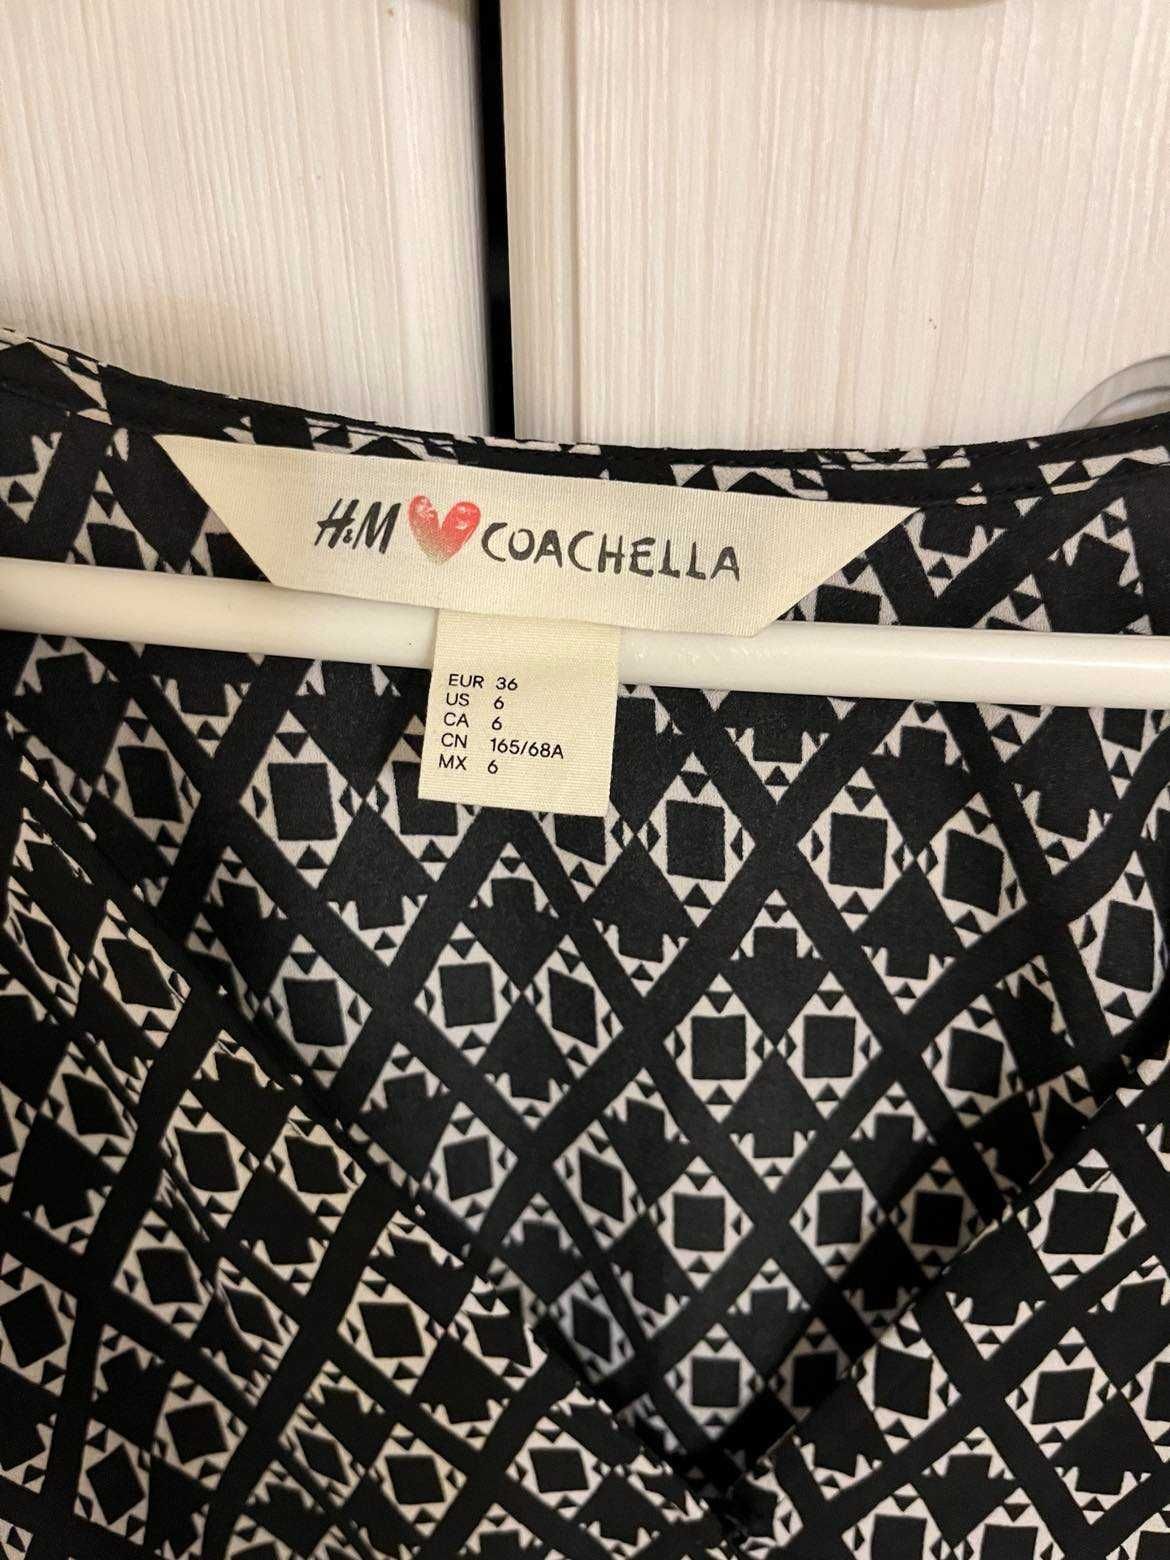 H&M COACHELLA
EUR 36
US 6
CA 6
CN 165/68A
MX 6